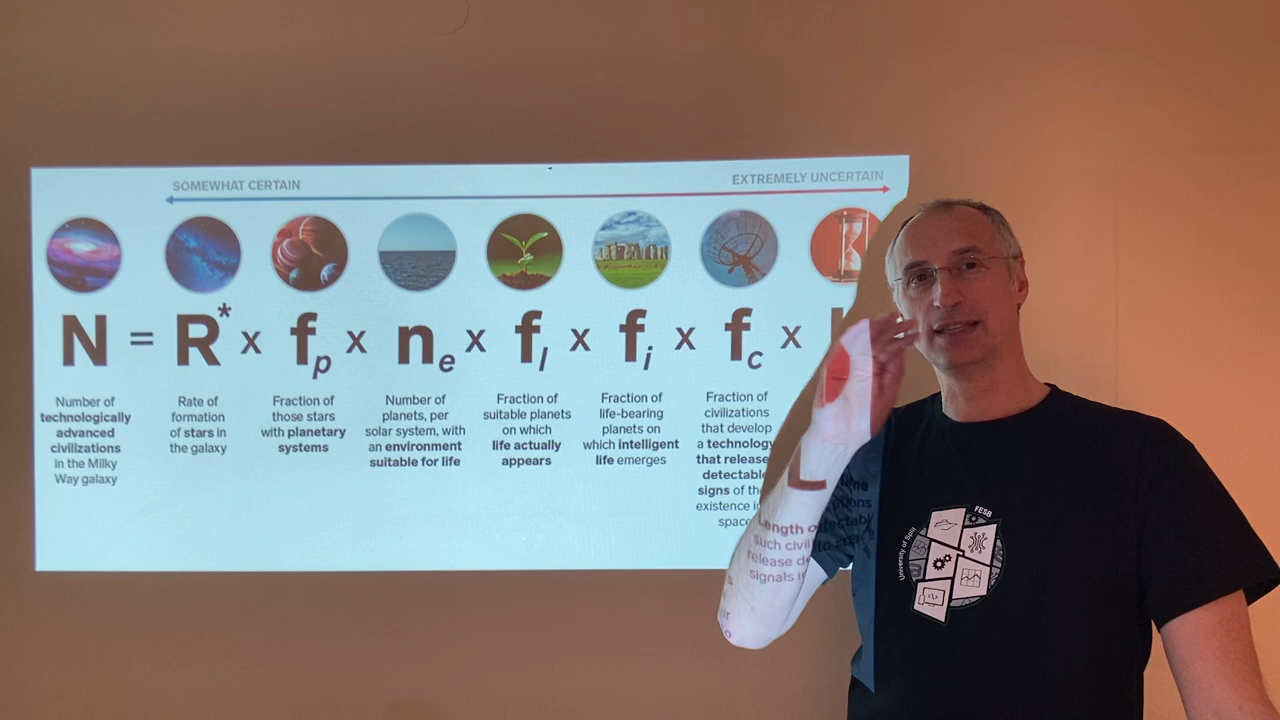 SOMEWHAT CERTAIN
EXTREMELY UNCERTAIN
N = R* x fp x ne x fl x fi x fc x L
Number of
technologically
advanced
civilizations
in the Milky
Way galaxy
Rate of
formation
of stars in
the galaxy
Fraction of
those stars
with planetary
systems
Number of
planets, per
solar system, with
an environment
suitable for life
Fraction of
suitable planets
on which
life actually
appears
Fraction of
life-bearing
planets on
which intelligent
life emerges
Fraction of
civilizations
that develop
a technology
that release
detectable
signs of
existence
space
Length
such
release
signals
University of Split
FESB